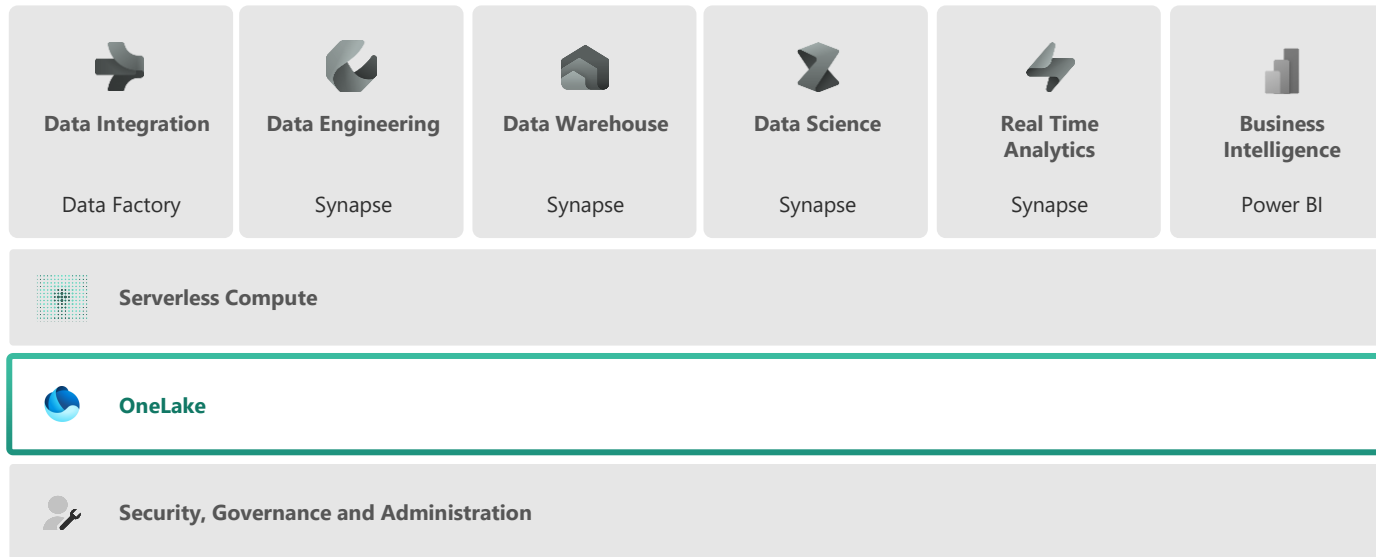 Data Integration
Data Factory
Data Engineering
Synapse
Data Warehouse
Synapse
Data Science
Synapse
Real Time
Analytics
Synapse
Business
Intelligence
Power BI
Serverless Compute
OneLake
Security, Governance and Administration